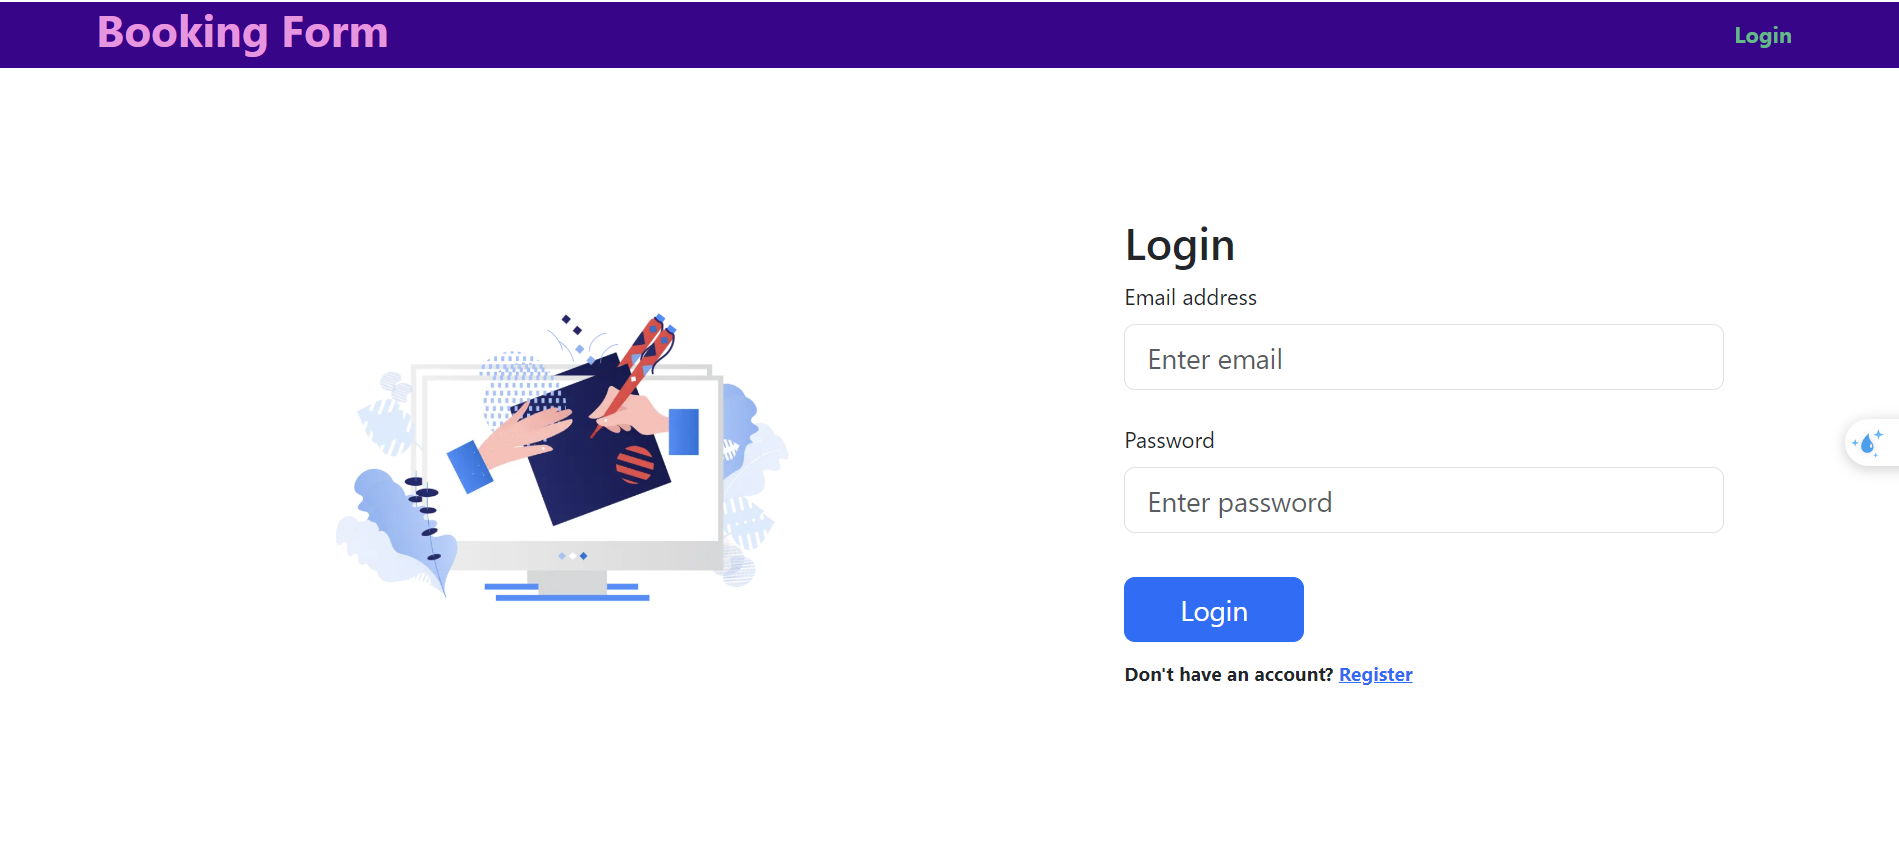 Booking Form
Login
Login
Email address
Enter email
Password
Enter password
Login
Don't have an account? Register